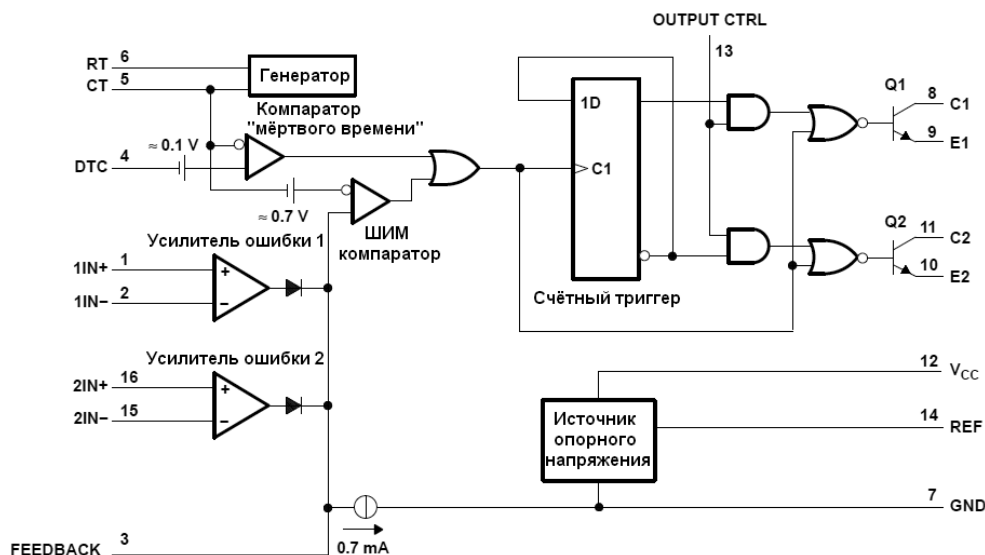 OUTPUT CTRL
13
RT 6
CT 5
Генератор
Компаратор
"мёртвого времени"
≈ 0.1 V
DTC 4
≈ 0.7 V
ШИМ
компаратор
1D
C1
Счётный триггер
Q1
8 C1
9 E1
Q2
11 C2
10 E2
Усилитель ошибки 1
1IN+ 1
1IN− 2
+
−
Усилитель ошибки 2
2IN+ 16
2IN− 15
+
−
12 VCC
Источник
опорного
напряжения
14 REF
7 GND
0.7 mA
FEEDBACK 3